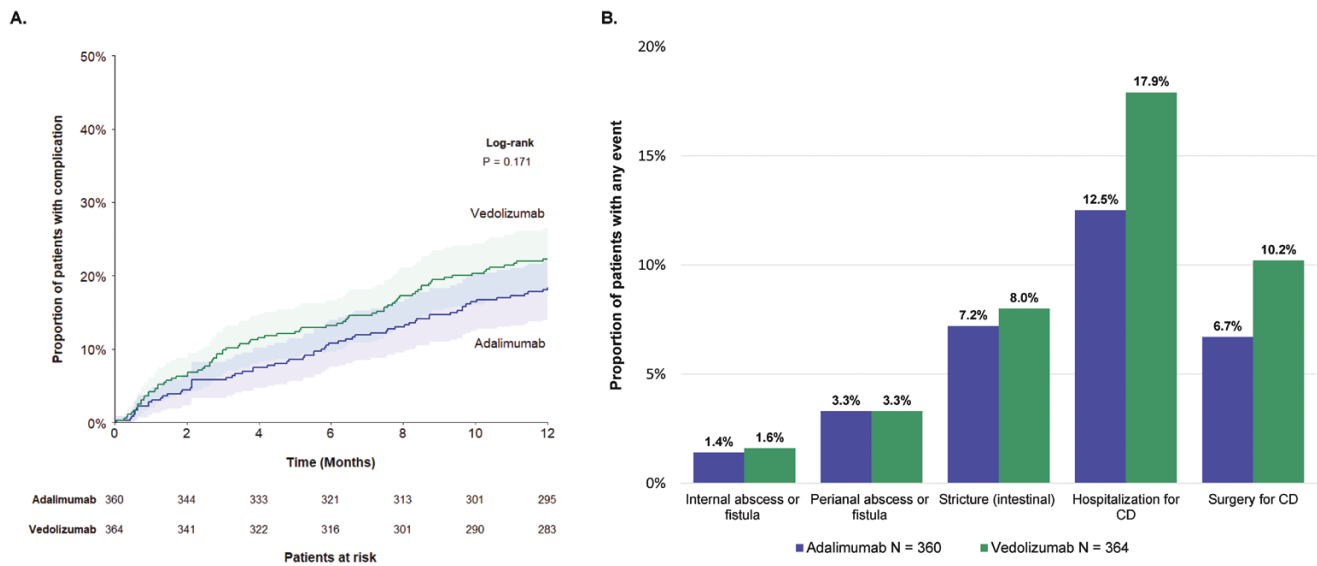 A.
50%
40%
30%
20%
10%
0%
Proportion of patients with complication
Log-rank
P = 0.171
Vedolizumab
Adalimumab
0 2 4 6 8 10 12
Time (Months)
Adalimumab 360 344 333 321 313 301 295
Vedolizumab 364 341 322 316 301 290 283
Patients at risk
B.
20%
15%
10%
5%
0%
Proportion of patients with any event
1.4% 1.6%
3.3% 3.3%
7.2% 8.0%
12.5% 17.9%
6.7% 10.2%
Internal abscess or
fistula
Perianal abscess or
fistula
Stricture (intestinal)
Hospitalization for
CD
Surgery for CD
Adalimumab N = 360 Vedolizumab N = 364